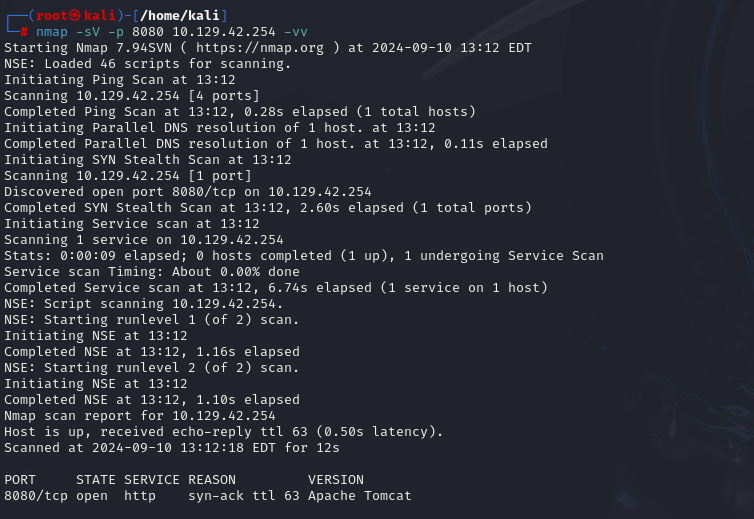 ┌──(root㉿kali)-[/home/kali]
└─# nmap -sV -p 8080 10.129.42.254 -vv
Starting Nmap 7.94SVN ( https://nmap.org ) at 2024-09-10 13:12 EDT
NSE: Loaded 46 scripts for scanning.
Initiating Ping Scan at 13:12
Scanning 10.129.42.254 [4 ports]
Completed Ping Scan at 13:12, 0.28s elapsed (1 total hosts)
Initiating Parallel DNS resolution of 1 host. at 13:12
Completed Parallel DNS resolution of 1 host. at 13:12, 0.11s elapsed
Initiating SYN Stealth Scan at 13:12
Scanning 10.129.42.254 [1 port]
Discovered open port 8080/tcp on 10.129.42.254
Completed SYN Stealth Scan at 13:12, 2.60s elapsed (1 total ports)
Initiating Service scan at 13:12
Scanning 1 service on 10.129.42.254
Stats: 0:00:09 elapsed; 0 hosts completed (1 up), 1 undergoing Service Scan
Service scan Timing: About 0.00% done
Completed Service scan at 13:12, 6.74s elapsed (1 service on 1 host)
NSE: Script scanning 10.129.42.254.
NSE: Starting runlevel 1 (of 2) scan.
Initiating NSE at 13:12
Completed NSE at 13:12, 1.16s elapsed
NSE: Starting runlevel 2 (of 2) scan.
Initiating NSE at 13:12
Completed NSE at 13:12, 1.10s elapsed
Nmap scan report for 10.129.42.254
Host is up, received echo-reply ttl 63 (0.50s latency).
Scanned at 2024-09-10 13:12:18 EDT for 12s

PORT     STATE SERVICE REASON         VERSION
8080/tcp open  http    syn-ack ttl 63 Apache Tomcat